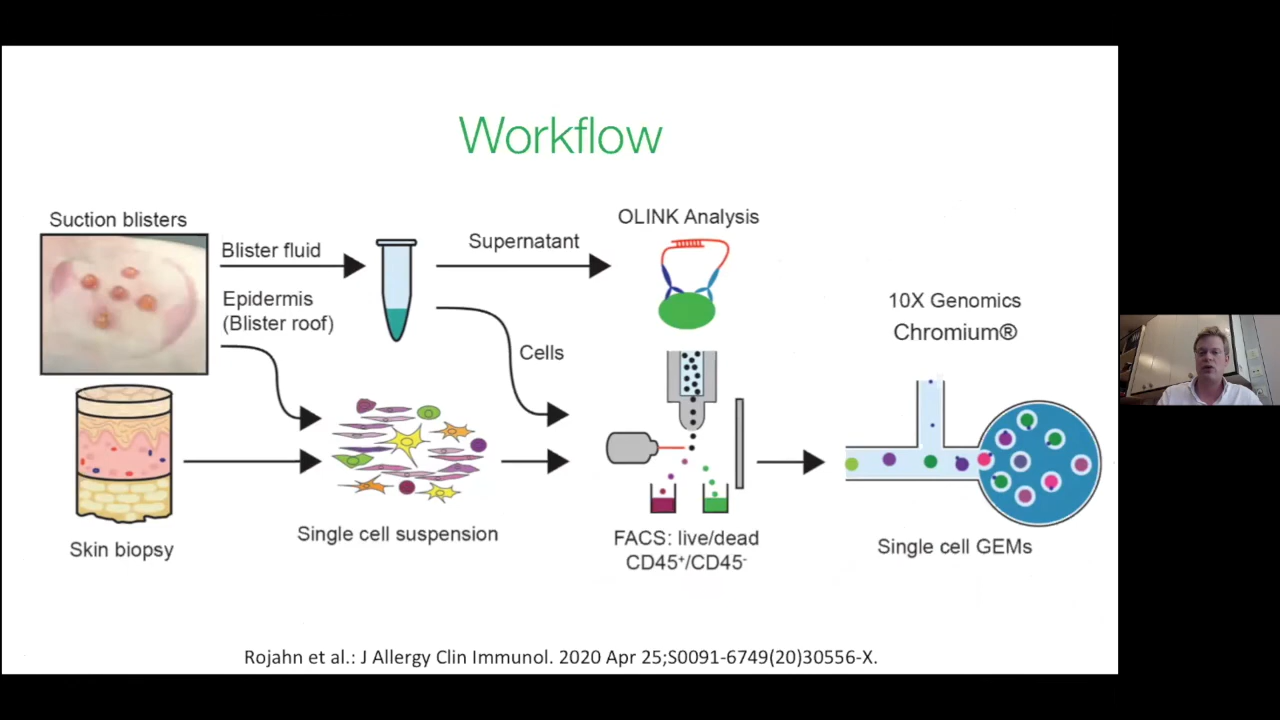 Workflow
Suction blisters
Blister fluid
Epidermis
(Blister roof)
Supernatant
Cells
OLINK Analysis
10X Genomics
Chromium®
Skin biopsy
Single cell suspension
FACS: live/dead
CD45⁺/CD45⁻
Single cell GEMs
Rojahn et al.: J Allergy Clin Immunol. 2020 Apr 25;S0091-6749(20)30556-X.